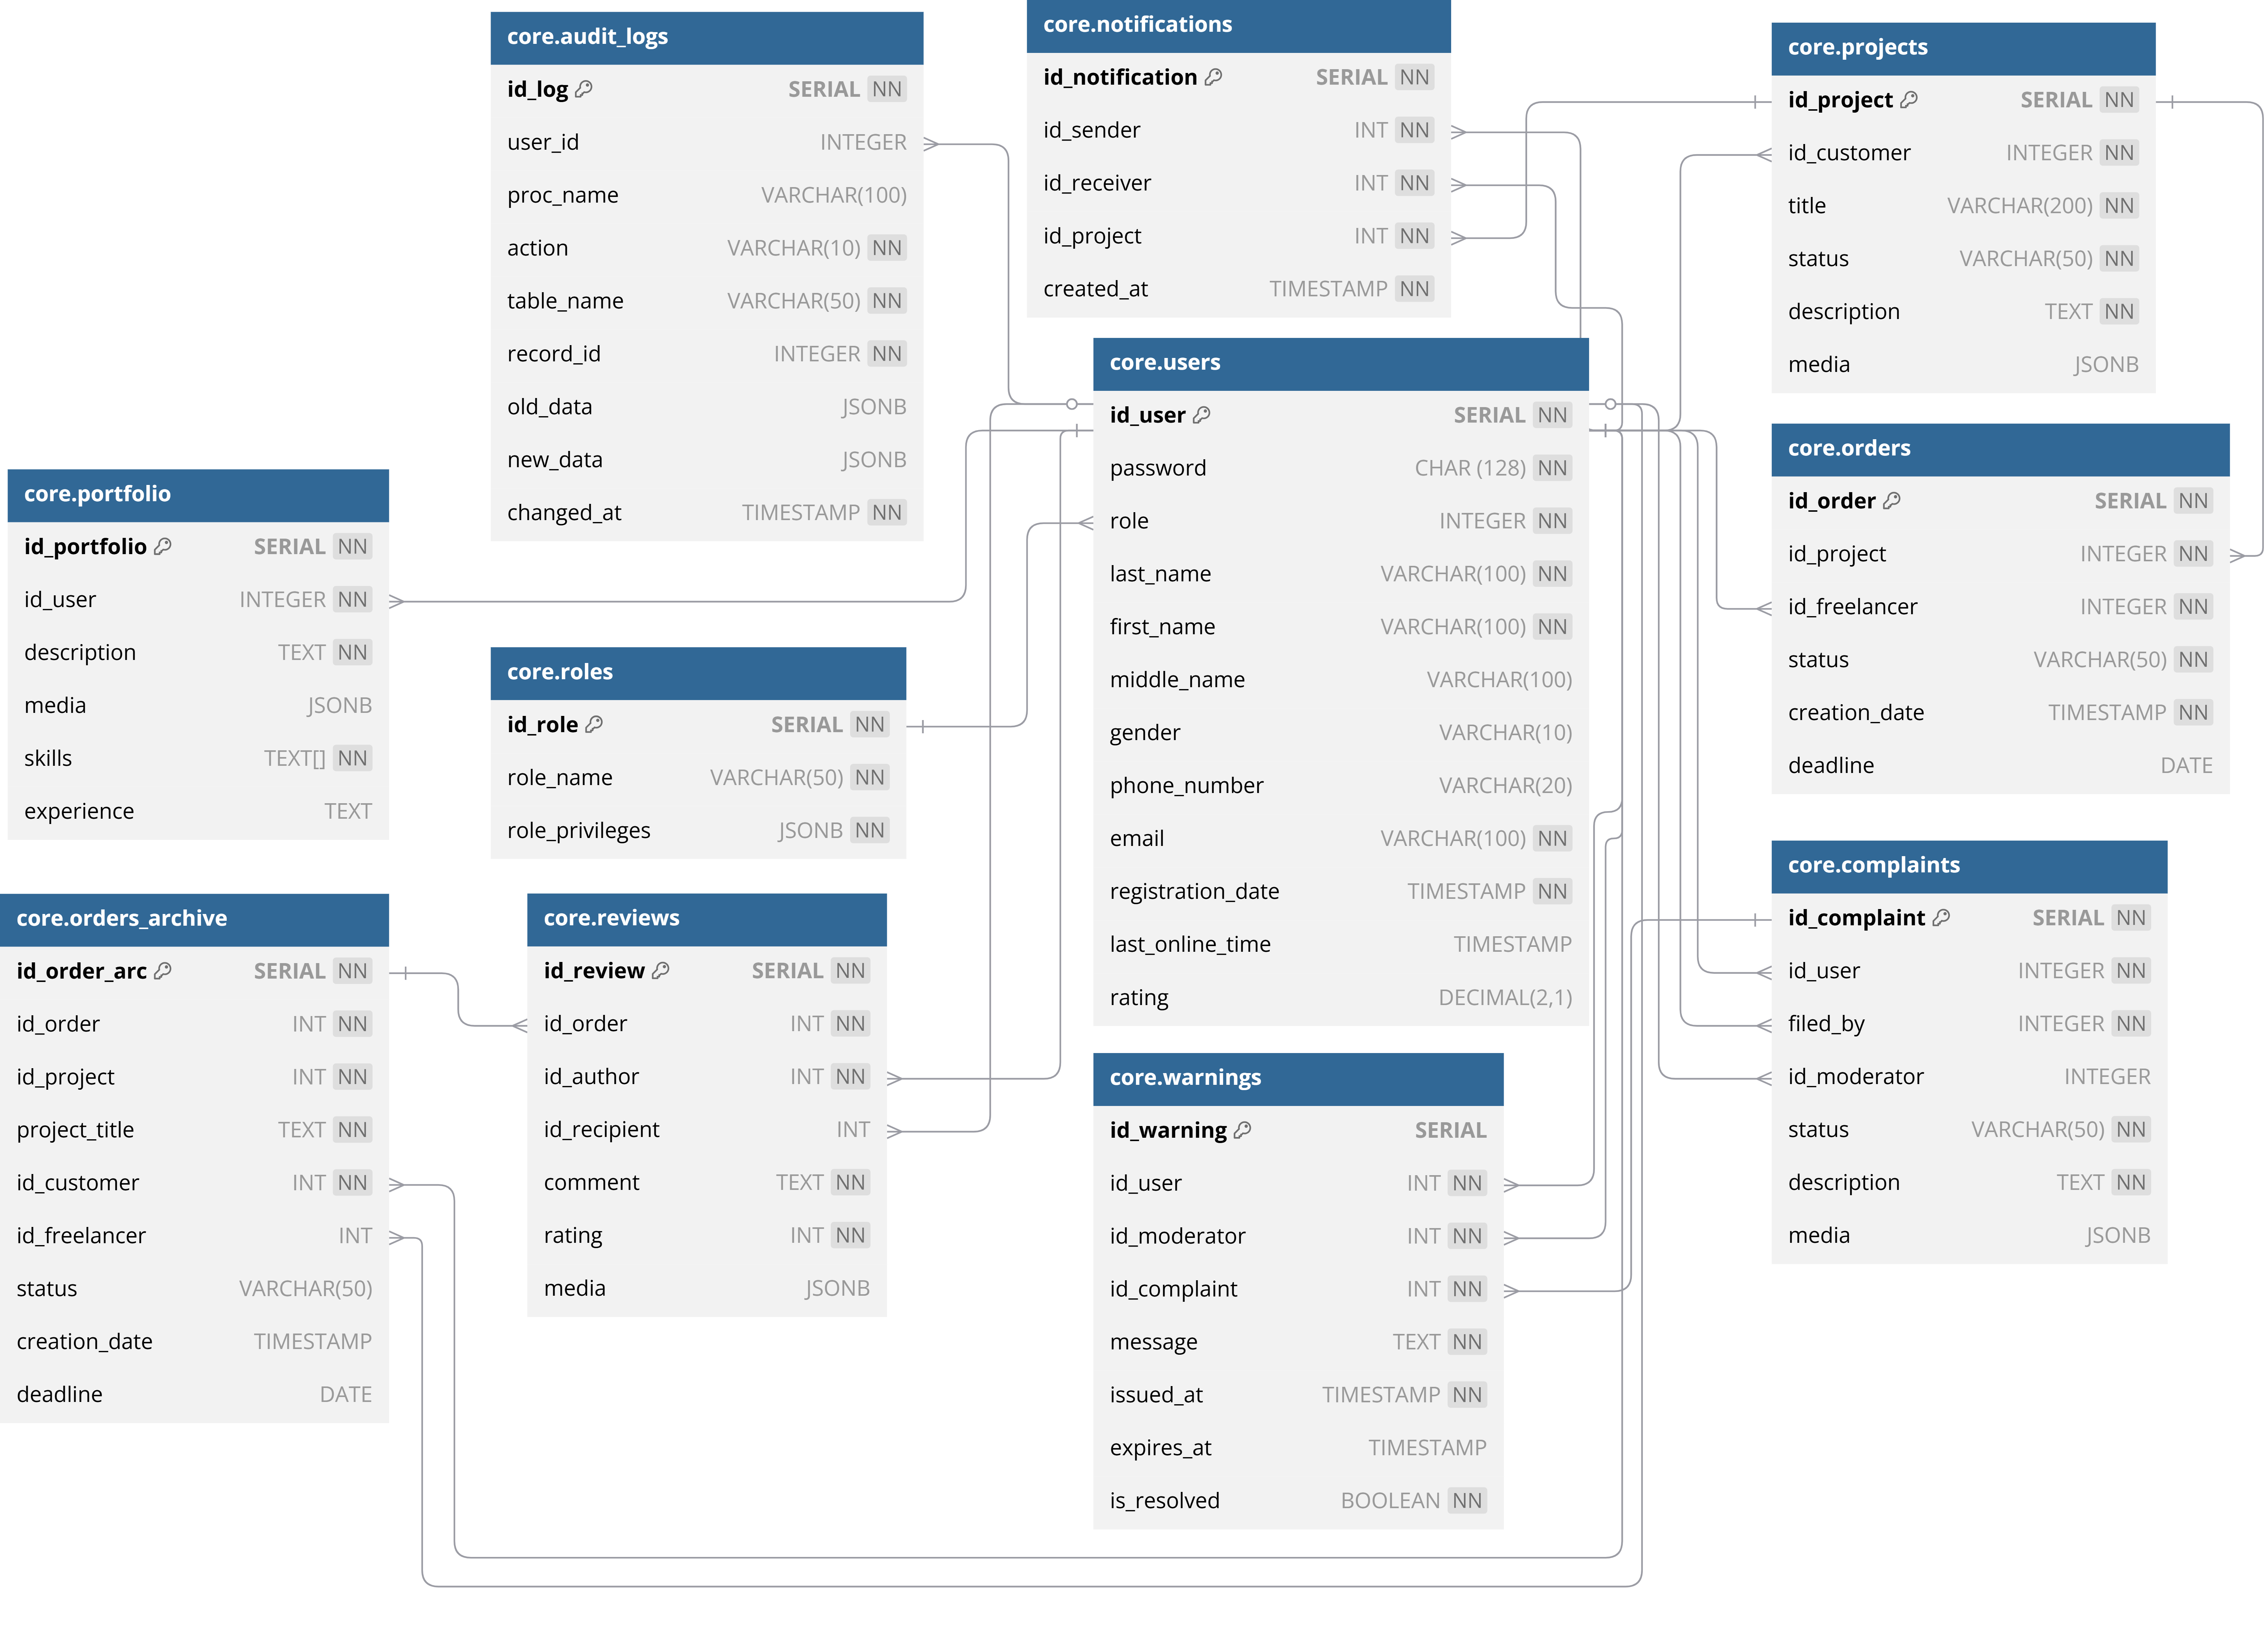 core.audit_logs
id_log SERIAL NN
user_id INTEGER
proc_name VARCHAR(100)
action VARCHAR(10) NN
table_name VARCHAR(50) NN
record_id INTEGER NN
old_data JSONB
new_data JSONB
changed_at TIMESTAMP NN
core.notifications
id_notification SERIAL NN
id_sender INT NN
id_receiver INT NN
id_project INT NN
created_at TIMESTAMP NN
core.projects
id_project SERIAL NN
id_customer INTEGER NN
title VARCHAR(200) NN
status VARCHAR(50) NN
description TEXT NN
media JSONB
core.users
id_user SERIAL NN
password CHAR (128) NN
role INTEGER NN
last_name VARCHAR(100) NN
first_name VARCHAR(100) NN
middle_name VARCHAR(100)
gender VARCHAR(10)
phone_number VARCHAR(20)
email VARCHAR(100) NN
registration_date TIMESTAMP NN
last_online_time TIMESTAMP
rating DECIMAL(2,1)
core.orders
id_order SERIAL NN
id_project INTEGER NN
id_freelancer INTEGER NN
status VARCHAR(50) NN
creation_date TIMESTAMP NN
deadline DATE
core.portfolio
id_portfolio SERIAL NN
id_user INTEGER NN
description TEXT NN
media JSONB
skills TEXT[] NN
experience TEXT
core.roles
id_role SERIAL NN
role_name VARCHAR(50) NN
role_privileges JSONB NN
core.complaints
id_complaint SERIAL NN
id_user INTEGER NN
filed_by INTEGER NN
id_moderator INTEGER
status VARCHAR(50) NN
description TEXT NN
media JSONB
core.orders_archive
id_order_arc SERIAL NN
id_order INT NN
id_project INT NN
project_title TEXT NN
id_customer INT NN
id_freelancer INT
status VARCHAR(50)
creation_date TIMESTAMP
deadline DATE
core.reviews
id_review SERIAL NN
id_order INT NN
id_author INT NN
id_recipient INT
comment TEXT NN
rating INT NN
media JSONB
core.warnings
id_warning SERIAL
id_user INT NN
id_moderator INT NN
id_complaint INT NN
message TEXT NN
issued_at TIMESTAMP NN
expires_at TIMESTAMP
is_resolved BOOLEAN NN